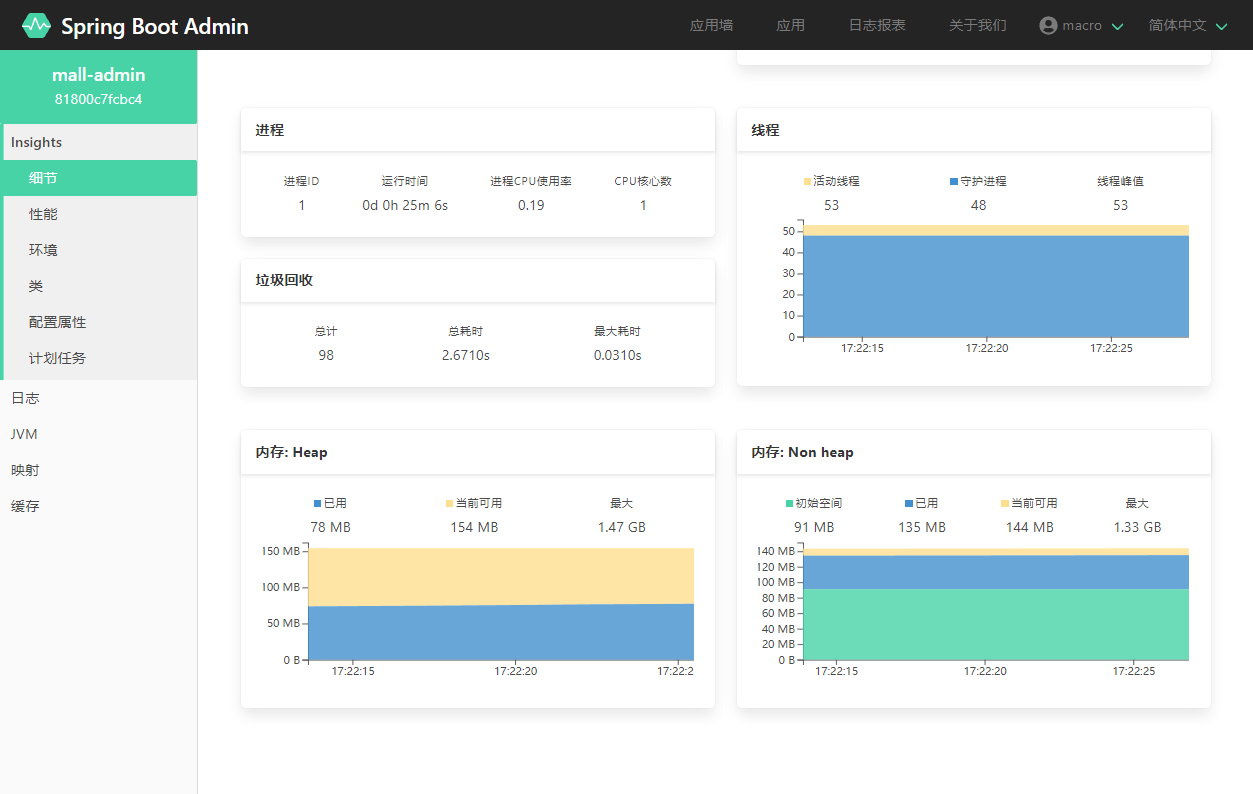 Spring Boot Admin
应用墙 应用 日志报表 关于我们 macro 简体中文
mall-admin
81800c7fcbc4
Insights
细节
性能
环境
类
配置属性
计划任务
日志
JVM
映射
缓存
进程
进程ID 运行时间 进程CPU使用率 CPU核心数
1 0d 0h 25m 6s 0.19 1
垃圾回收
总计 总耗时 最大耗时
98 2.6710s 0.0310s
线程
活动线程 守护进程 线程峰值
53 48 53
50
40
30
20
10
0
17:22:15 17:22:20 17:22:25
内存: Heap
已用 当前可用 最大
78 MB 154 MB 1.47 GB
150 MB
100 MB
50 MB
0 B
17:22:15 17:22:20 17:22:2
内存: Non heap
初始空间 已用 当前可用 最大
91 MB 135 MB 144 MB 1.33 GB
140 MB
120 MB
100 MB
80 MB
60 MB
40 MB
20 MB
0 B
17:22:15 17:22:20 17:22:25